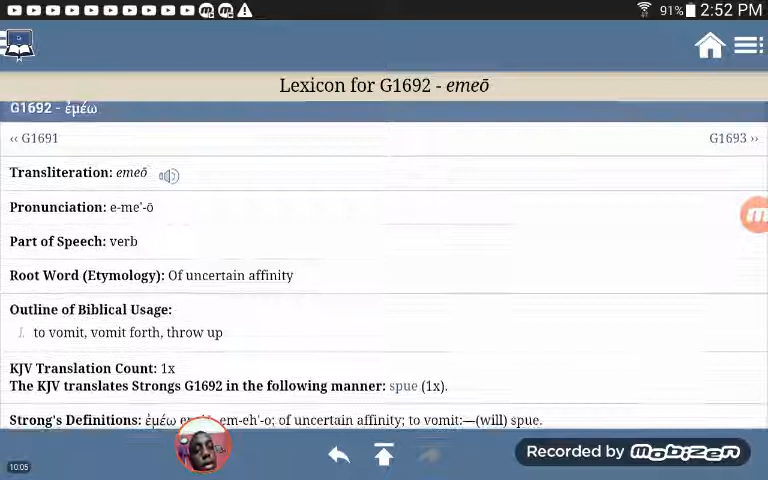 91% 2:52 PM
Lexicon for G1692 - emeō
G1692 - ἐμέω
‹‹ G1691
G1693 ››
Transliteration: emeō
Pronunciation: e-me'-ō
Part of Speech: verb
Root Word (Etymology): Of uncertain affinity
Outline of Biblical Usage:
I. to vomit, vomit forth, throw up
KJV Translation Count: 1x
The KJV translates Strongs G1692 in the following manner: spue (1x).
Strong's Definitions: ἐμέω em-eh'-o; of uncertain affinity; to vomit:—(will) spue.
10:05
Recorded by mobizen